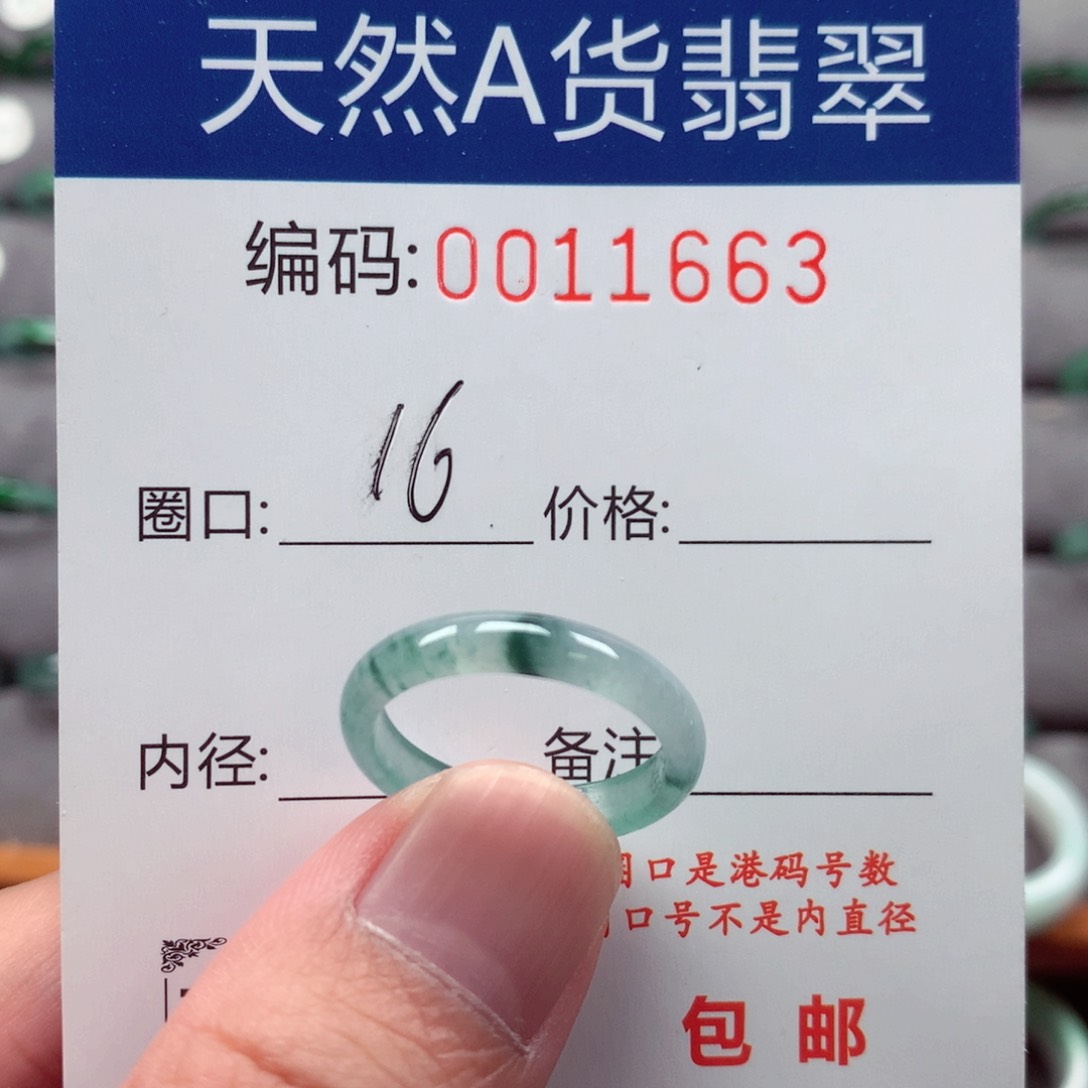 天然A货翡翠
编码:0011663
圈口: 16 价格:
内径: 备注
口是港码号数
口号不是内直径
包邮